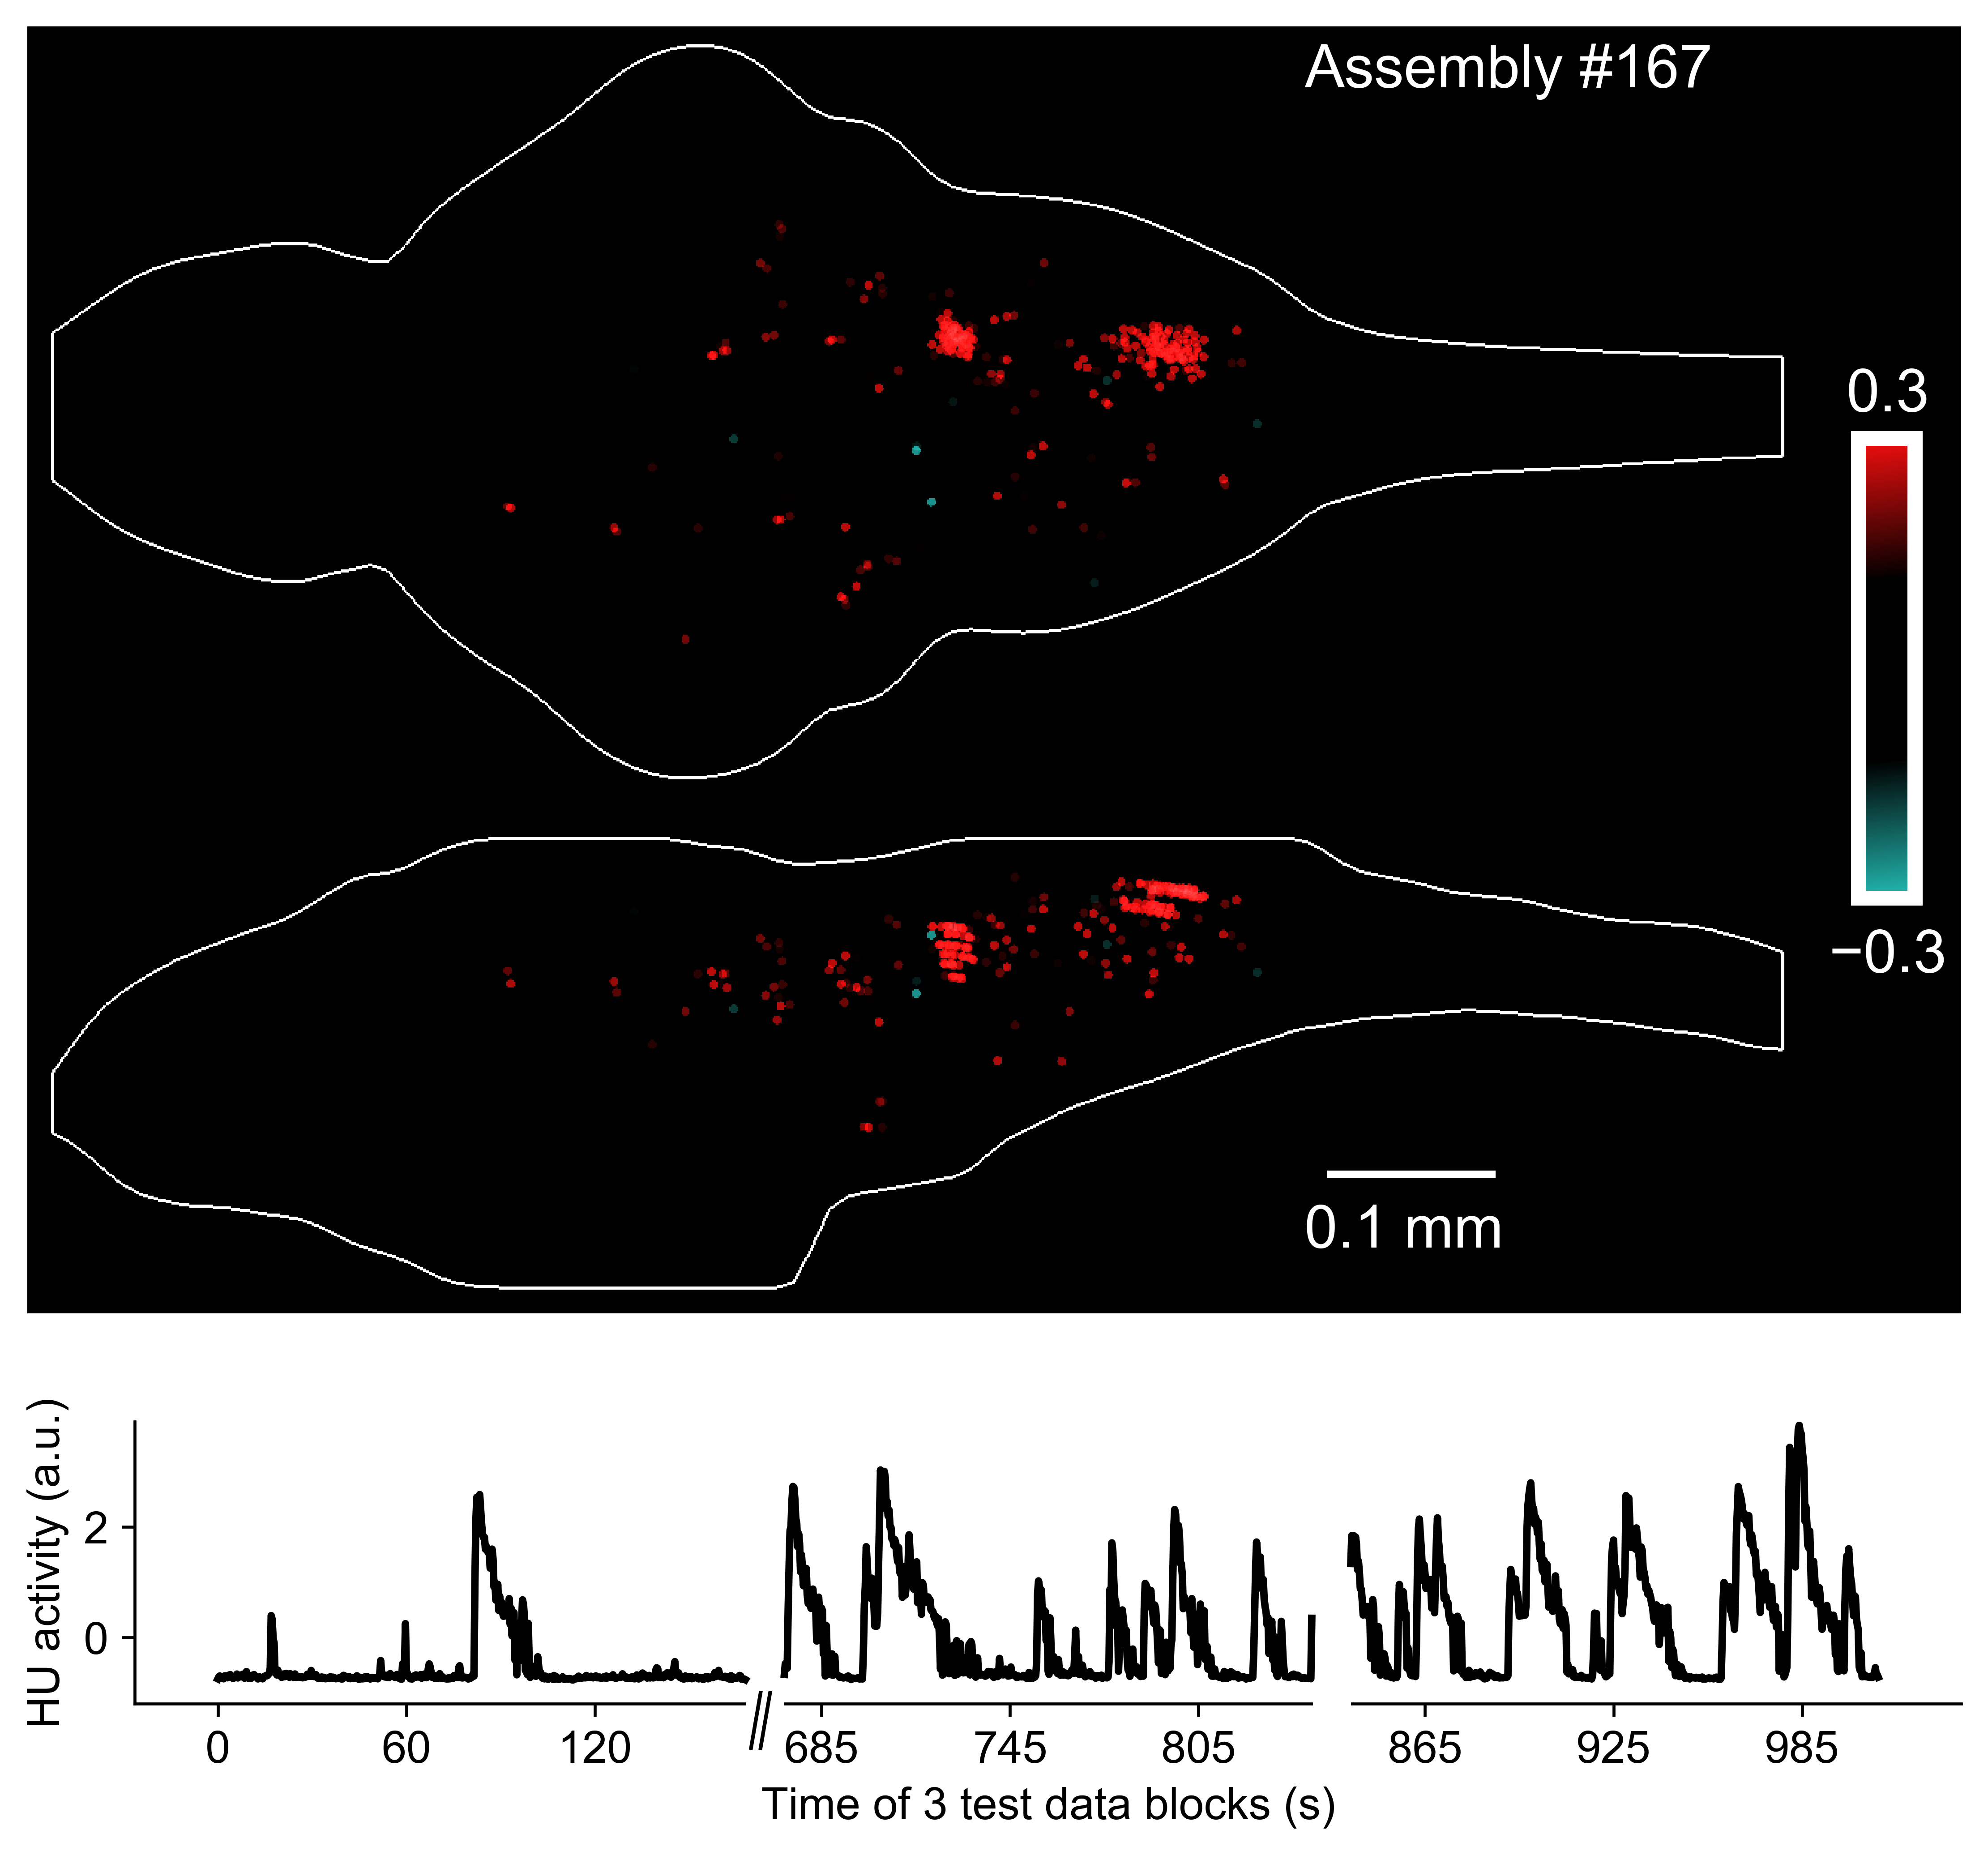 Assembly #167
0.3
−0.3
0.1 mm
HU activity (a.u.)
2
0
0 60 120 685 745 805 865 925 985
Time of 3 test data blocks (s)